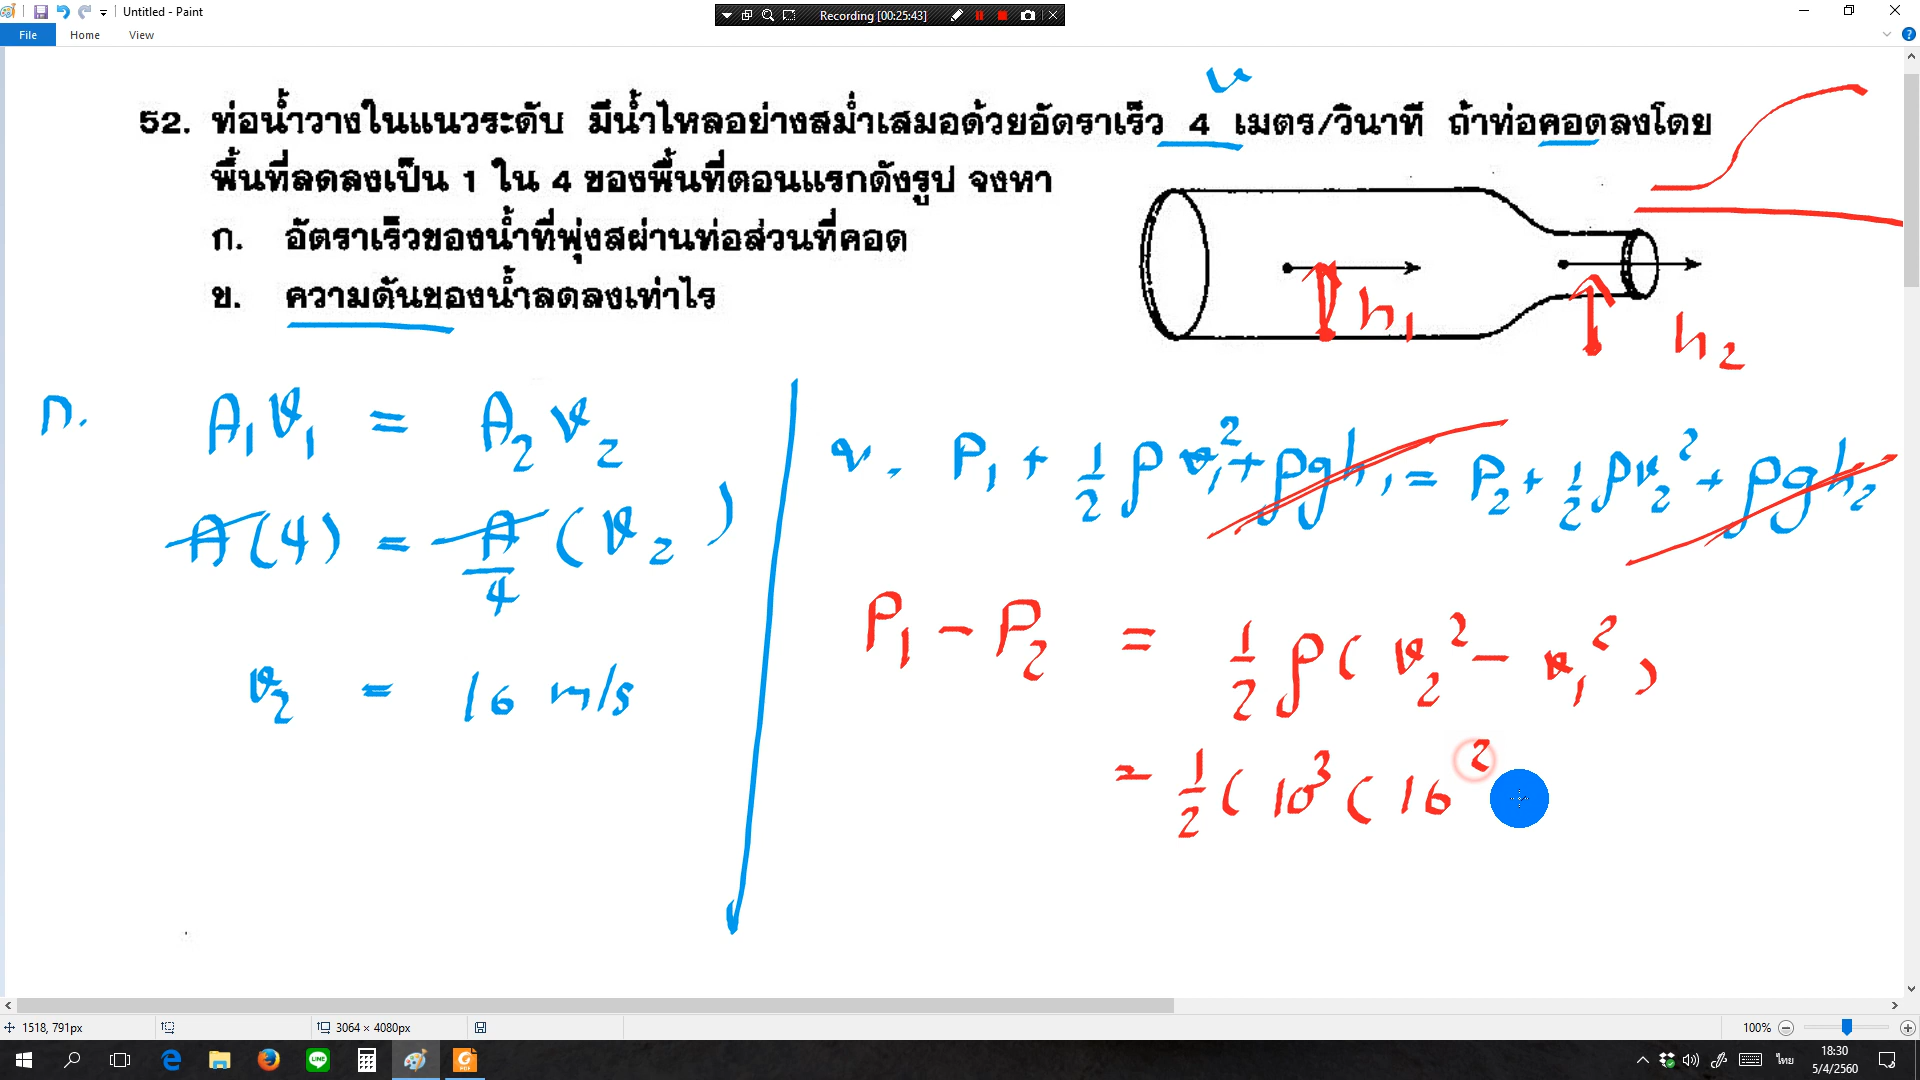 Untitled - Paint
Recording [00:25:43]
File Home View
52. ท่อน้ำวางในแนวระดับ มีน้ำไหลอย่างสม่ำเสมอด้วยอัตราเร็ว 4 เมตร/วินาที ถ้าท่อคอดลงโดย
พื้นที่ลดลงเป็น 1 ใน 4 ของพื้นที่ตอนแรกดังรูป จงหา
ก. อัตราเร็วของน้ำที่พุ่งผ่านท่อส่วนที่คอด
ข. ความดันของน้ำลดลงเท่าไร
h₁
h₂
ก. A₁v₁ = A₂v₂
A(4) = A/4 (v₂)
v₂ = 16 m/s
ข. P₁ + 1/2 ρv₁² + ρgh₁ = P₂ + 1/2 ρv₂² + ρgh₂
P₁ - P₂ = 1/2 ρ(v₂² - v₁²)
= 1/2 (10³ (16²
1518, 791px
3064 × 4080px
100%
ไทย
18:30
5/4/2560